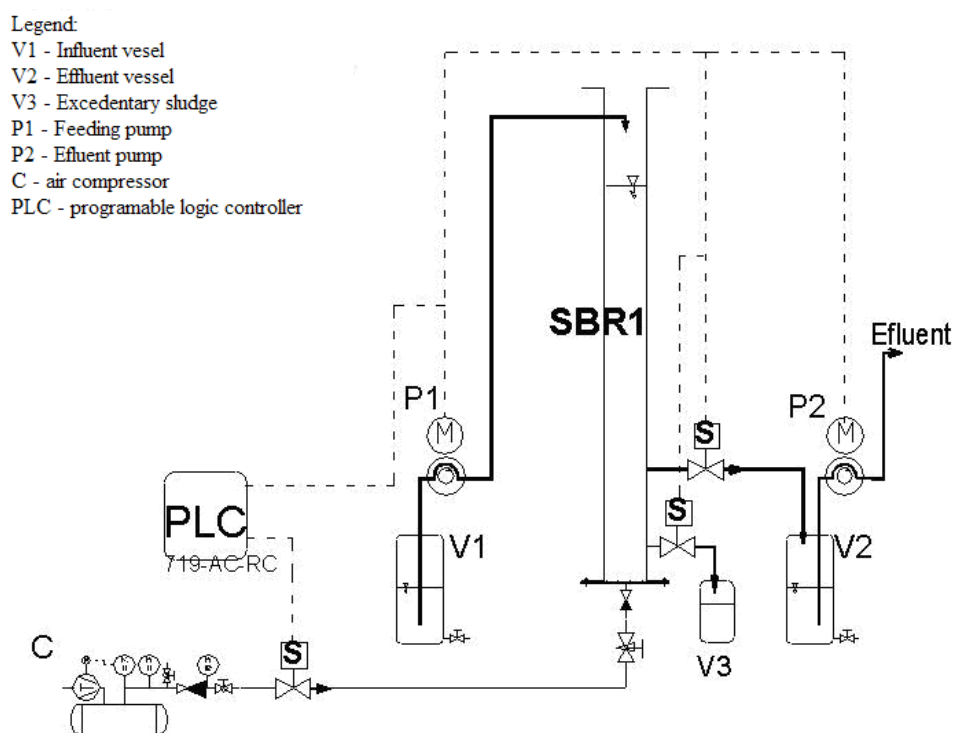 Legend:
V1 - Influent vesel
V2 - Effluent vessel
V3 - Excedentary sludge
P1 - Feeding pump
P2 - Efluent pump
C - air compressor
PLC - programable logic controller
SBR1
Efluent
P1
P2
M
M
S
PLC
S
719-AC-RC
V1
V2
C
S
V3